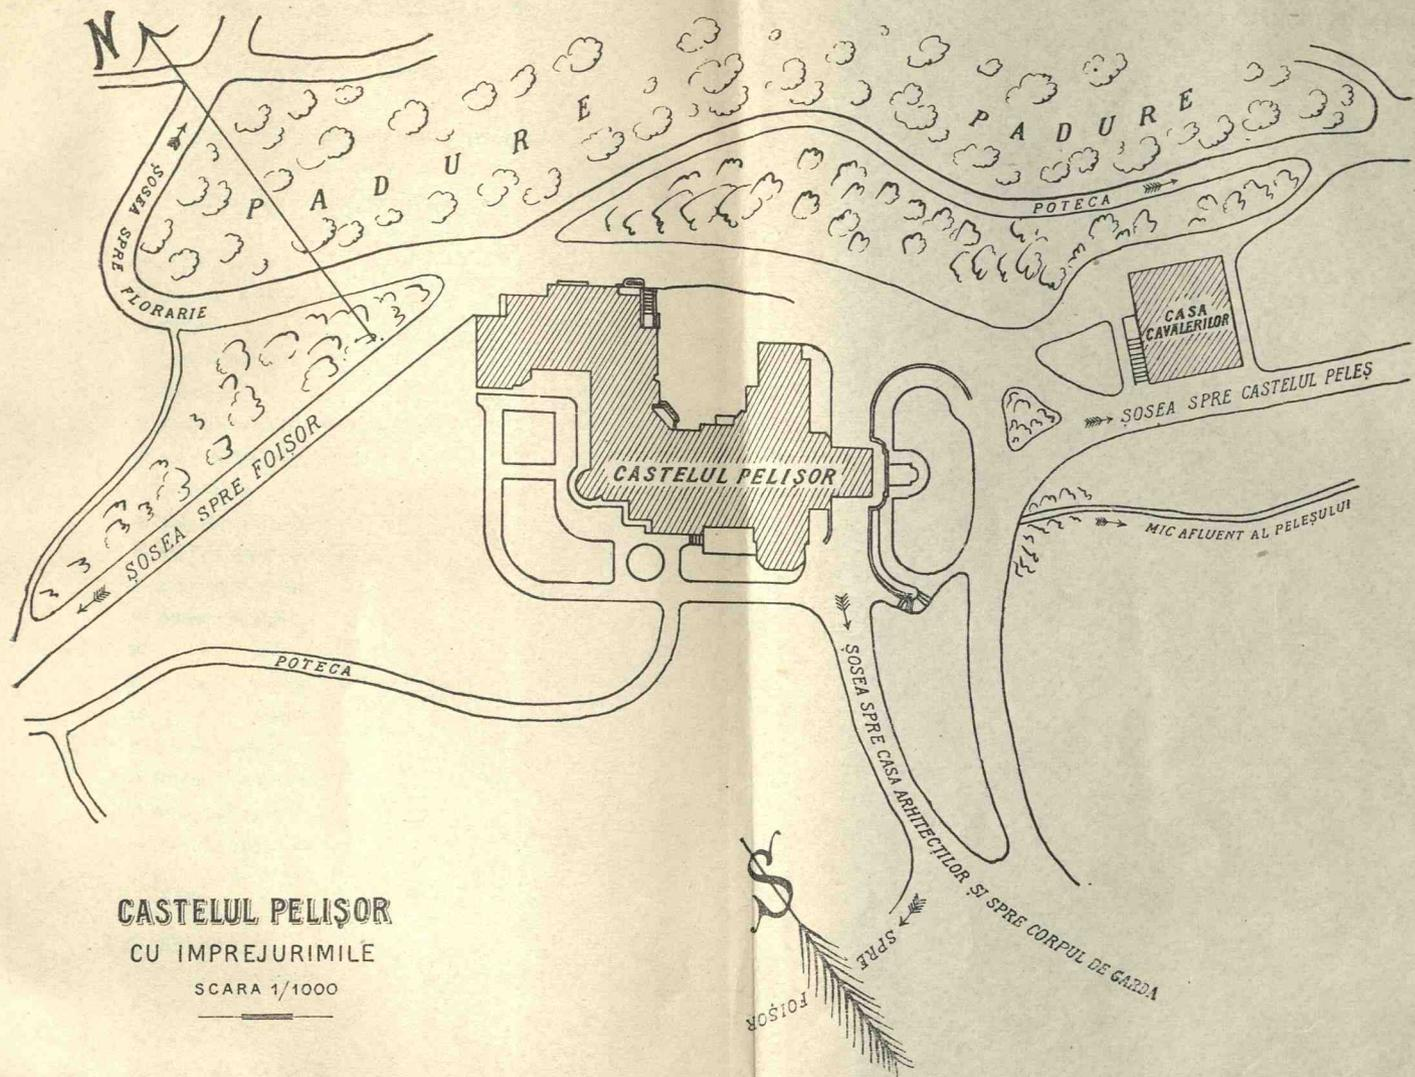 N
PADURE
PADURE
ȘOSEA SPRE FLORARIE
POTECA
CASA
CAVALERILOR
ȘOSEA SPRE CASTELUL PELEȘ
CASTELUL PELIȘOR
ȘOSEA SPRE FOIȘOR
MIC AFLUENT AL PELEȘULUI
POTECA
ȘOSEA SPRE CASA ARHITECȚILOR ȘI SPRE CORPUL DE GARDA
S
SPRE
FOIȘOR
CASTELUL PELIȘOR
CU IMPREJURIMILE
SCARA 1/1000